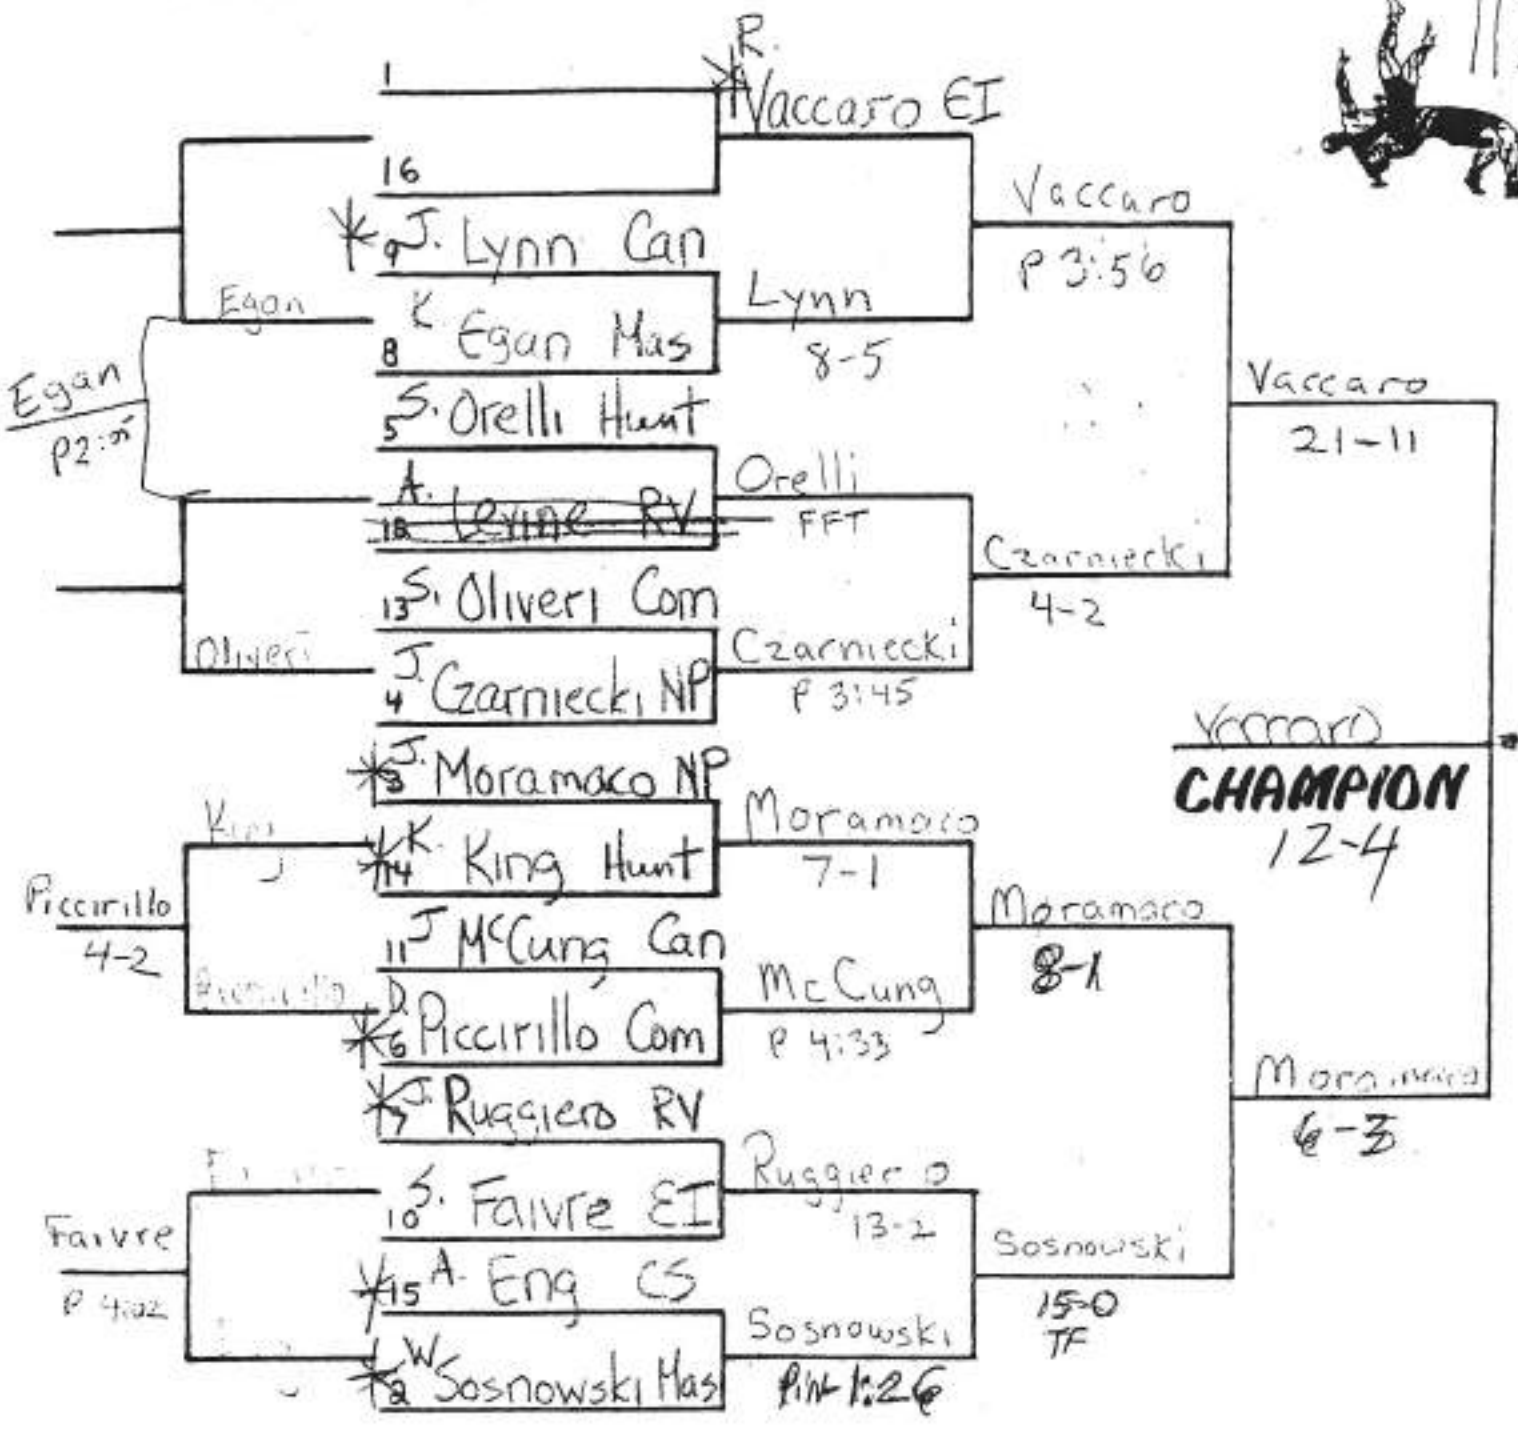 R.
1
Vaccaro EI
16
Vaccaro
P 3:56
9 J. Lynn Can
Egan
Lynn
8-5
8 K. Egan Mas
Egan
Vaccaro
21-11
5 S. Orelli Hunt
Orelli
FFT
A. Levine RV
Czarniecki
4-2
13 S. Oliveri Com
Oliveri
Czarniecki
P 3:45
4 J. Czarniecki NP
Vaccaro
CHAMPION
12-4
3 J. Moramaco NP
King
Moramaco
7-1
14 K. King Hunt
Piccirillo
4-2
Moramaco
8-1
11 J McCung Can
Piccirillo
McCung
P 4:33
6 D. Piccirillo Com
Moramaco
6-3
7 J. Ruggiero RV
Ruggiero
13-2
10 S. Faivre EI
Faivre
P 4:02
Sosnowski
15-0
TF
15 A. Eng CS
Sosnowski
Pin 1:26
2 W Sosnowski Mas